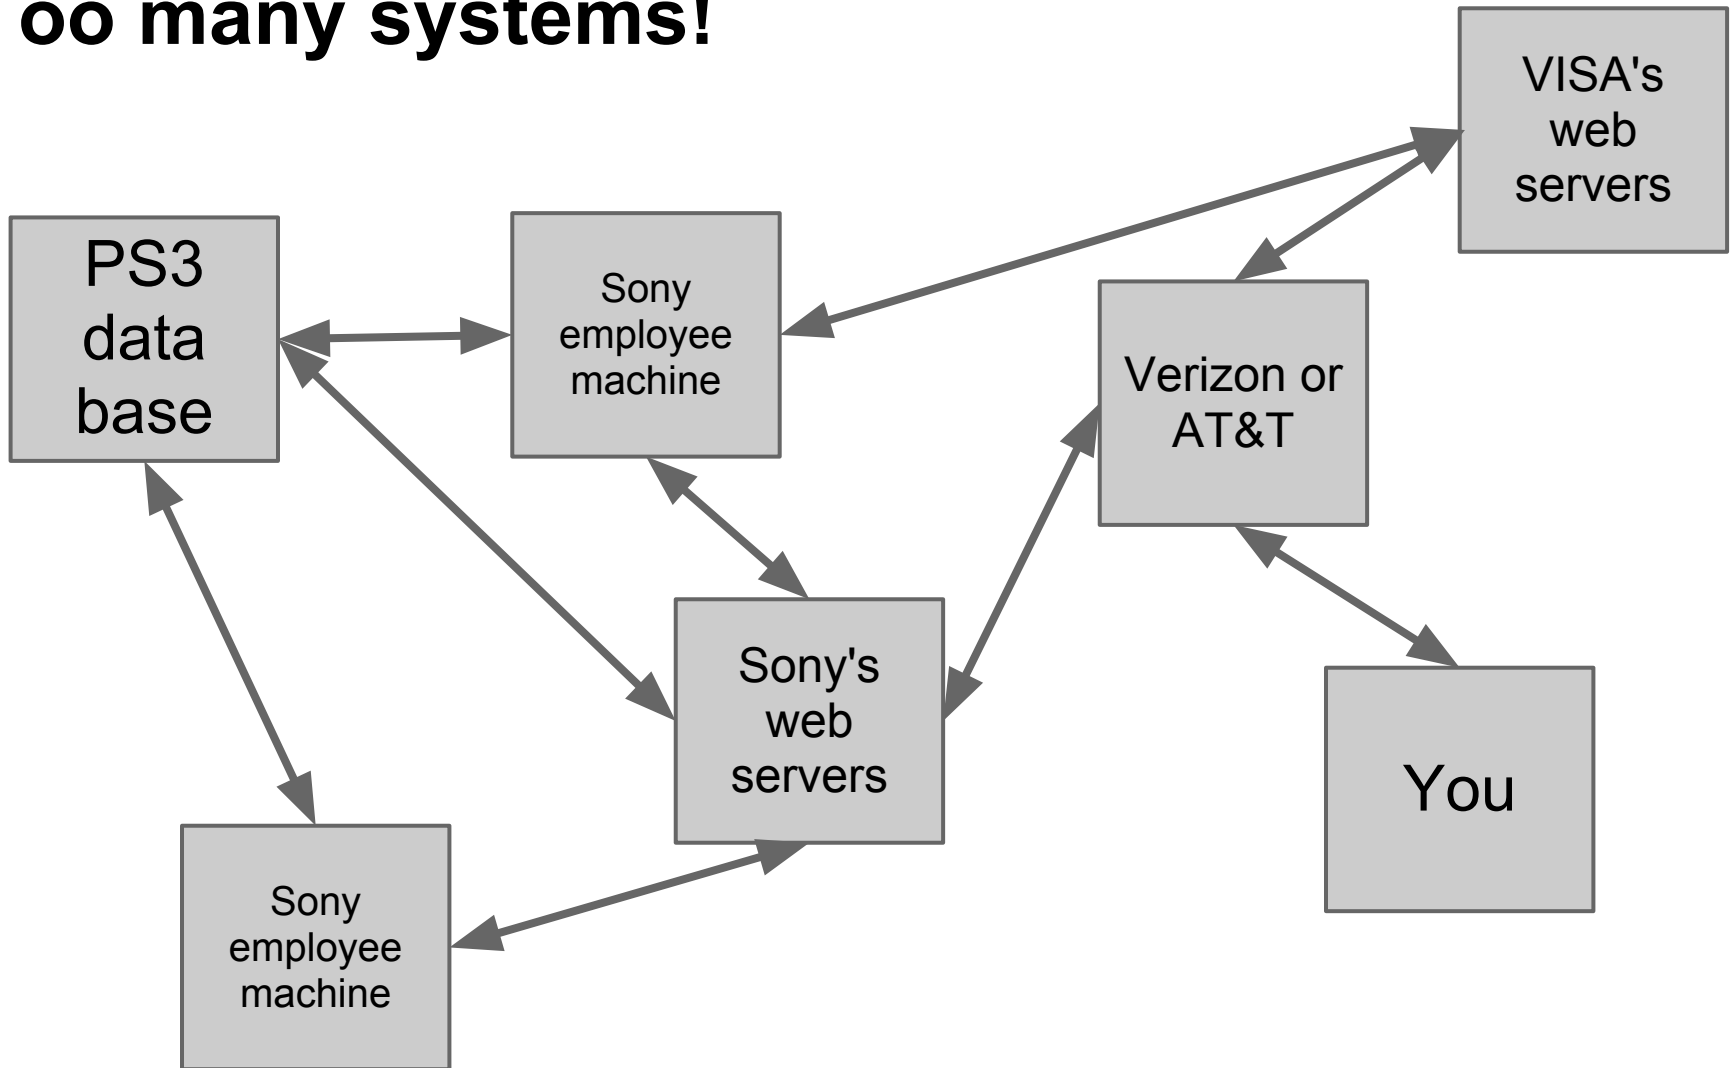 oo many systems!
VISA's
web
servers
PS3
data
base
Sony
employee
machine
Verizon or
AT&T
Sony's
web
servers
You
Sony
employee
machine